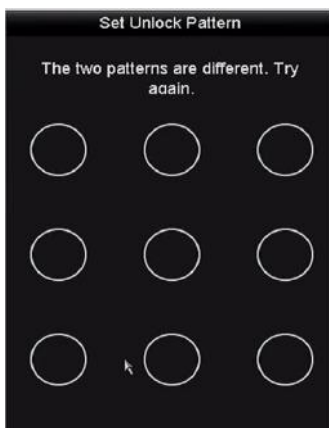 Set Unlock Pattern
The two patterns are different. Try
again.